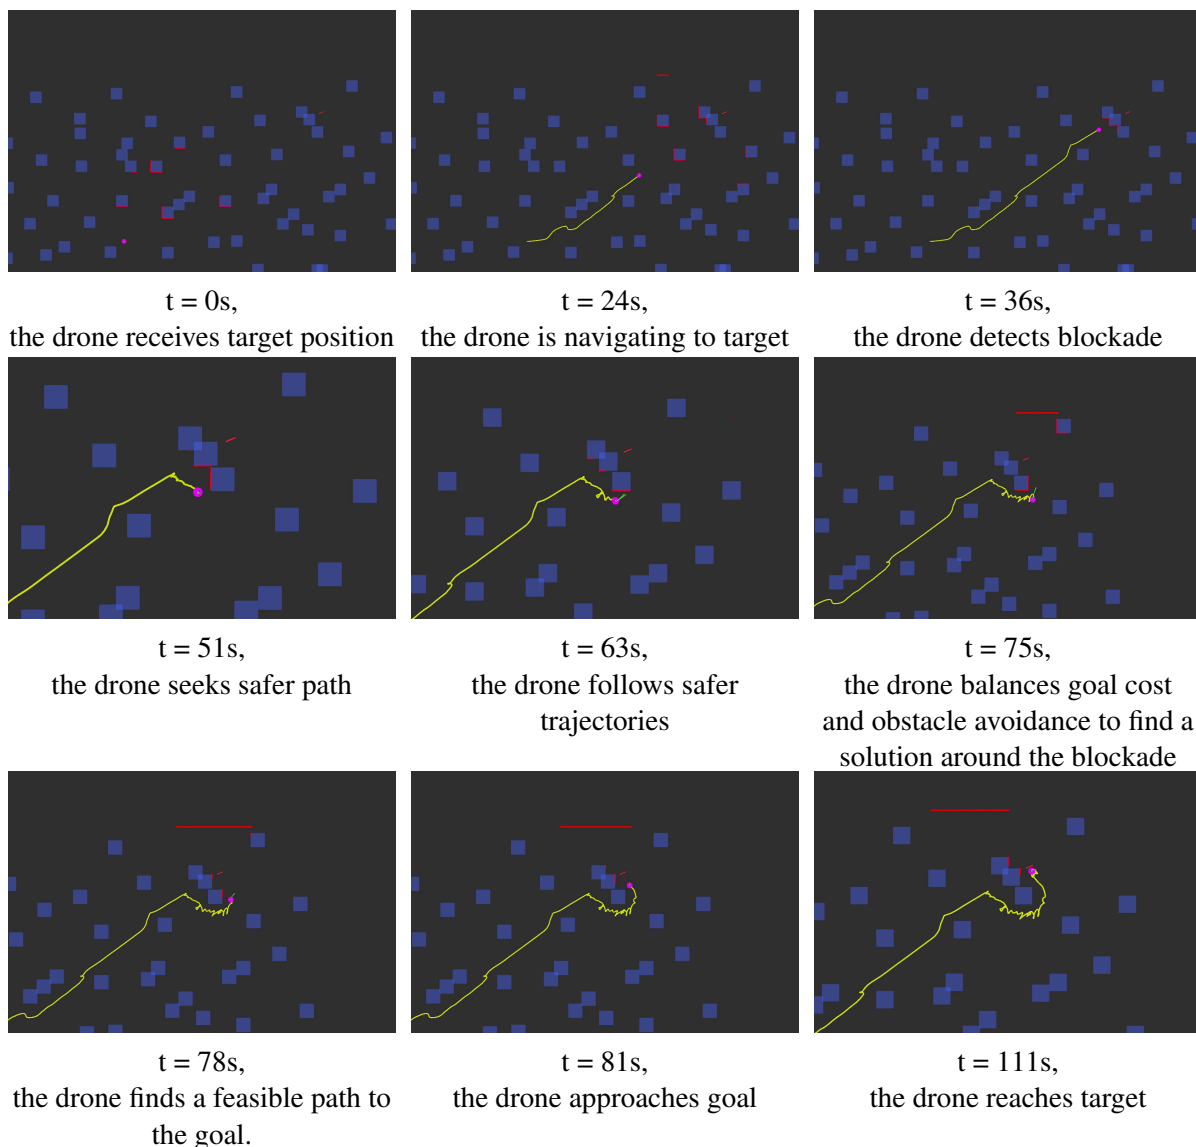 t = 0s,
the drone receives target position
t = 24s,
the drone is navigating to target
t = 36s,
the drone detects blockade
t = 51s,
the drone seeks safer path
t = 63s,
the drone follows safer
trajectories
t = 75s,
the drone balances goal cost
and obstacle avoidance to find a
solution around the blockade
t = 78s,
the drone finds a feasible path to
the goal.
t = 81s,
the drone approaches goal
t = 111s,
the drone reaches target